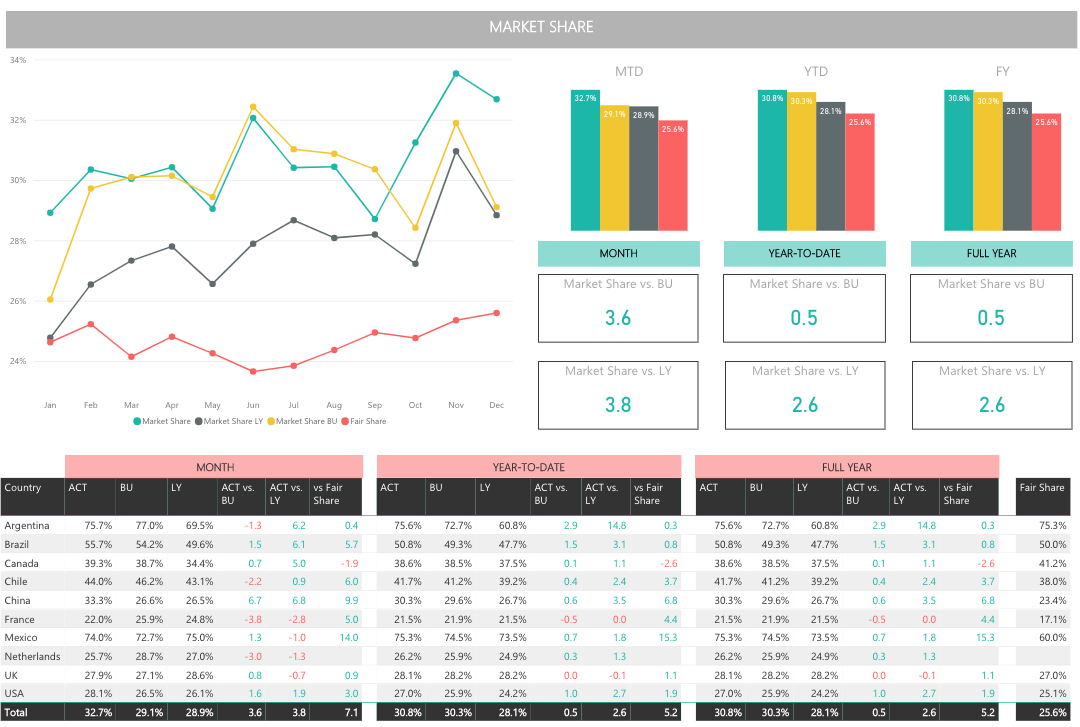 MARKET SHARE
34%
32%
30%
28%
26%
24%
Jan Feb Mar Apr May Jun Jul Aug Sep Oct Nov Dec
Market Share Market Share LY Market Share BU Fair Share
MTD
32.7% 29.1% 28.9% 25.6%
YTD
30.8% 30.3% 28.1% 25.6%
FY
30.8% 30.3% 28.1% 25.6%
MONTH YEAR-TO-DATE FULL YEAR
Market Share vs. BU Market Share vs. BU Market Share vs BU
3.6 0.5 0.5
Market Share vs. LY Market Share vs. LY Market Share vs. LY
3.8 2.6 2.6
MONTH YEAR-TO-DATE FULL YEAR
Country ACT BU LY ACT vs. BU ACT vs. LY vs Fair Share ACT BU LY ACT vs. BU ACT vs. LY vs Fair Share ACT BU LY ACT vs. BU ACT vs. LY vs Fair Share Fair Share
Argentina 75.7% 77.0% 69.5% -1.3 6.2 0.4 75.6% 72.7% 60.8% 2.9 14.8 0.3 75.6% 72.7% 60.8% 2.9 14.8 0.3 75.3%
Brazil 55.7% 54.2% 49.6% 1.5 6.1 5.7 50.8% 49.3% 47.7% 1.5 3.1 0.8 50.8% 49.3% 47.7% 1.5 3.1 0.8 50.0%
Canada 39.3% 38.7% 34.4% 0.7 5.0 -1.9 38.6% 38.5% 37.5% 0.1 1.1 -2.6 38.6% 38.5% 37.5% 0.1 1.1 -2.6 41.2%
Chile 44.0% 46.2% 43.1% -2.2 0.9 6.0 41.7% 41.2% 39.2% 0.4 2.4 3.7 41.7% 41.2% 39.2% 0.4 2.4 3.7 38.0%
China 33.3% 26.6% 26.5% 6.7 6.8 9.9 30.3% 29.6% 26.7% 0.6 3.5 6.8 30.3% 29.6% 26.7% 0.6 3.5 6.8 23.4%
France 22.0% 25.9% 24.8% -3.8 -2.8 5.0 21.5% 21.9% 21.5% -0.5 0.0 4.4 21.5% 21.9% 21.5% -0.5 0.0 4.4 17.1%
Mexico 74.0% 72.7% 75.0% 1.3 -1.0 14.0 75.3% 74.5% 73.5% 0.7 1.8 15.3 75.3% 74.5% 73.5% 0.7 1.8 15.3 60.0%
Netherlands 25.7% 28.7% 27.0% -3.0 -1.3 26.2% 25.9% 24.9% 0.3 1.3 26.2% 25.9% 24.9% 0.3 1.3
UK 27.9% 27.1% 28.6% 0.8 -0.7 0.9 28.1% 28.2% 28.2% 0.0 -0.1 1.1 28.1% 28.2% 28.2% 0.0 -0.1 1.1 27.0%
USA 28.1% 26.5% 26.1% 1.6 1.9 3.0 27.0% 25.9% 24.2% 1.0 2.7 1.9 27.0% 25.9% 24.2% 1.0 2.7 1.9 25.1%
Total 32.7% 29.1% 28.9% 3.6 3.8 7.1 30.8% 30.3% 28.1% 0.5 2.6 5.2 30.8% 30.3% 28.1% 0.5 2.6 5.2 25.6%